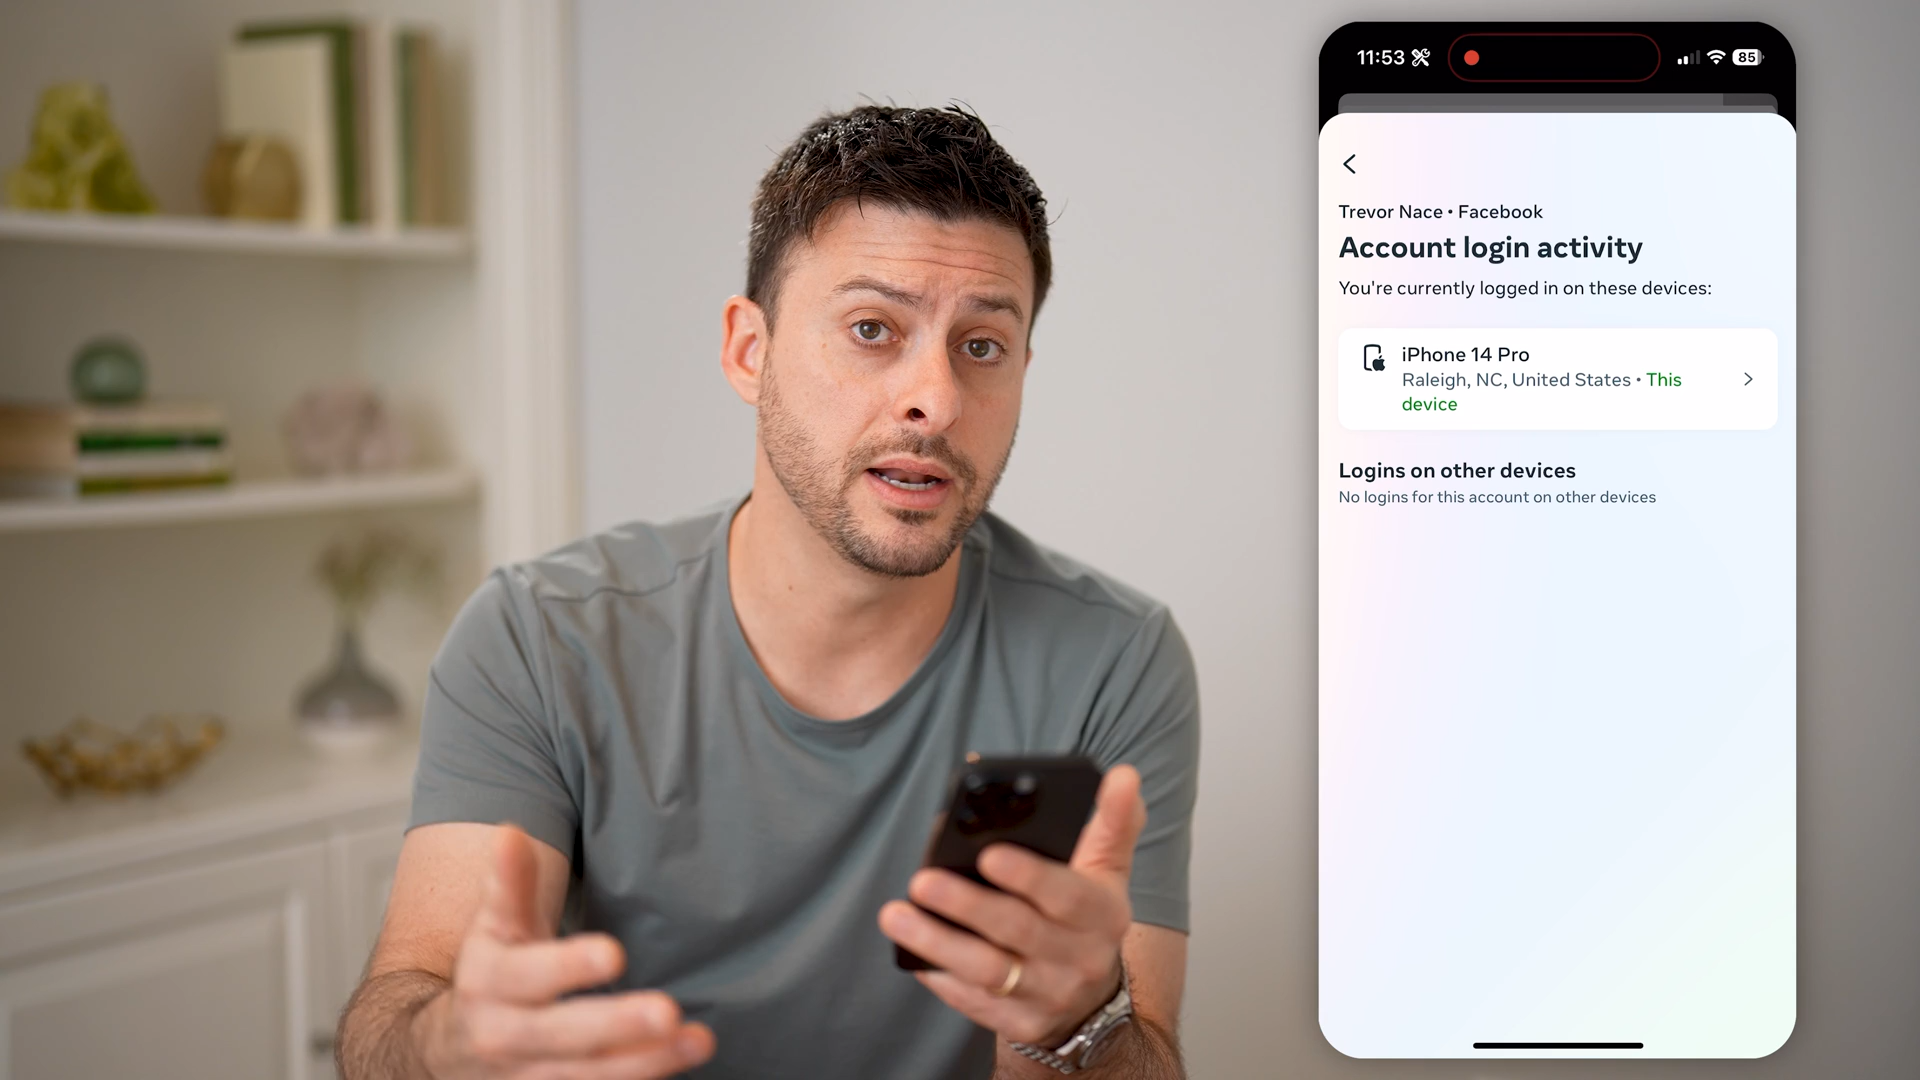 11:53
85
Trevor Nace • Facebook
Account login activity
You're currently logged in on these devices:
iPhone 14 Pro
Raleigh, NC, United States • This
device
Logins on other devices
No logins for this account on other devices